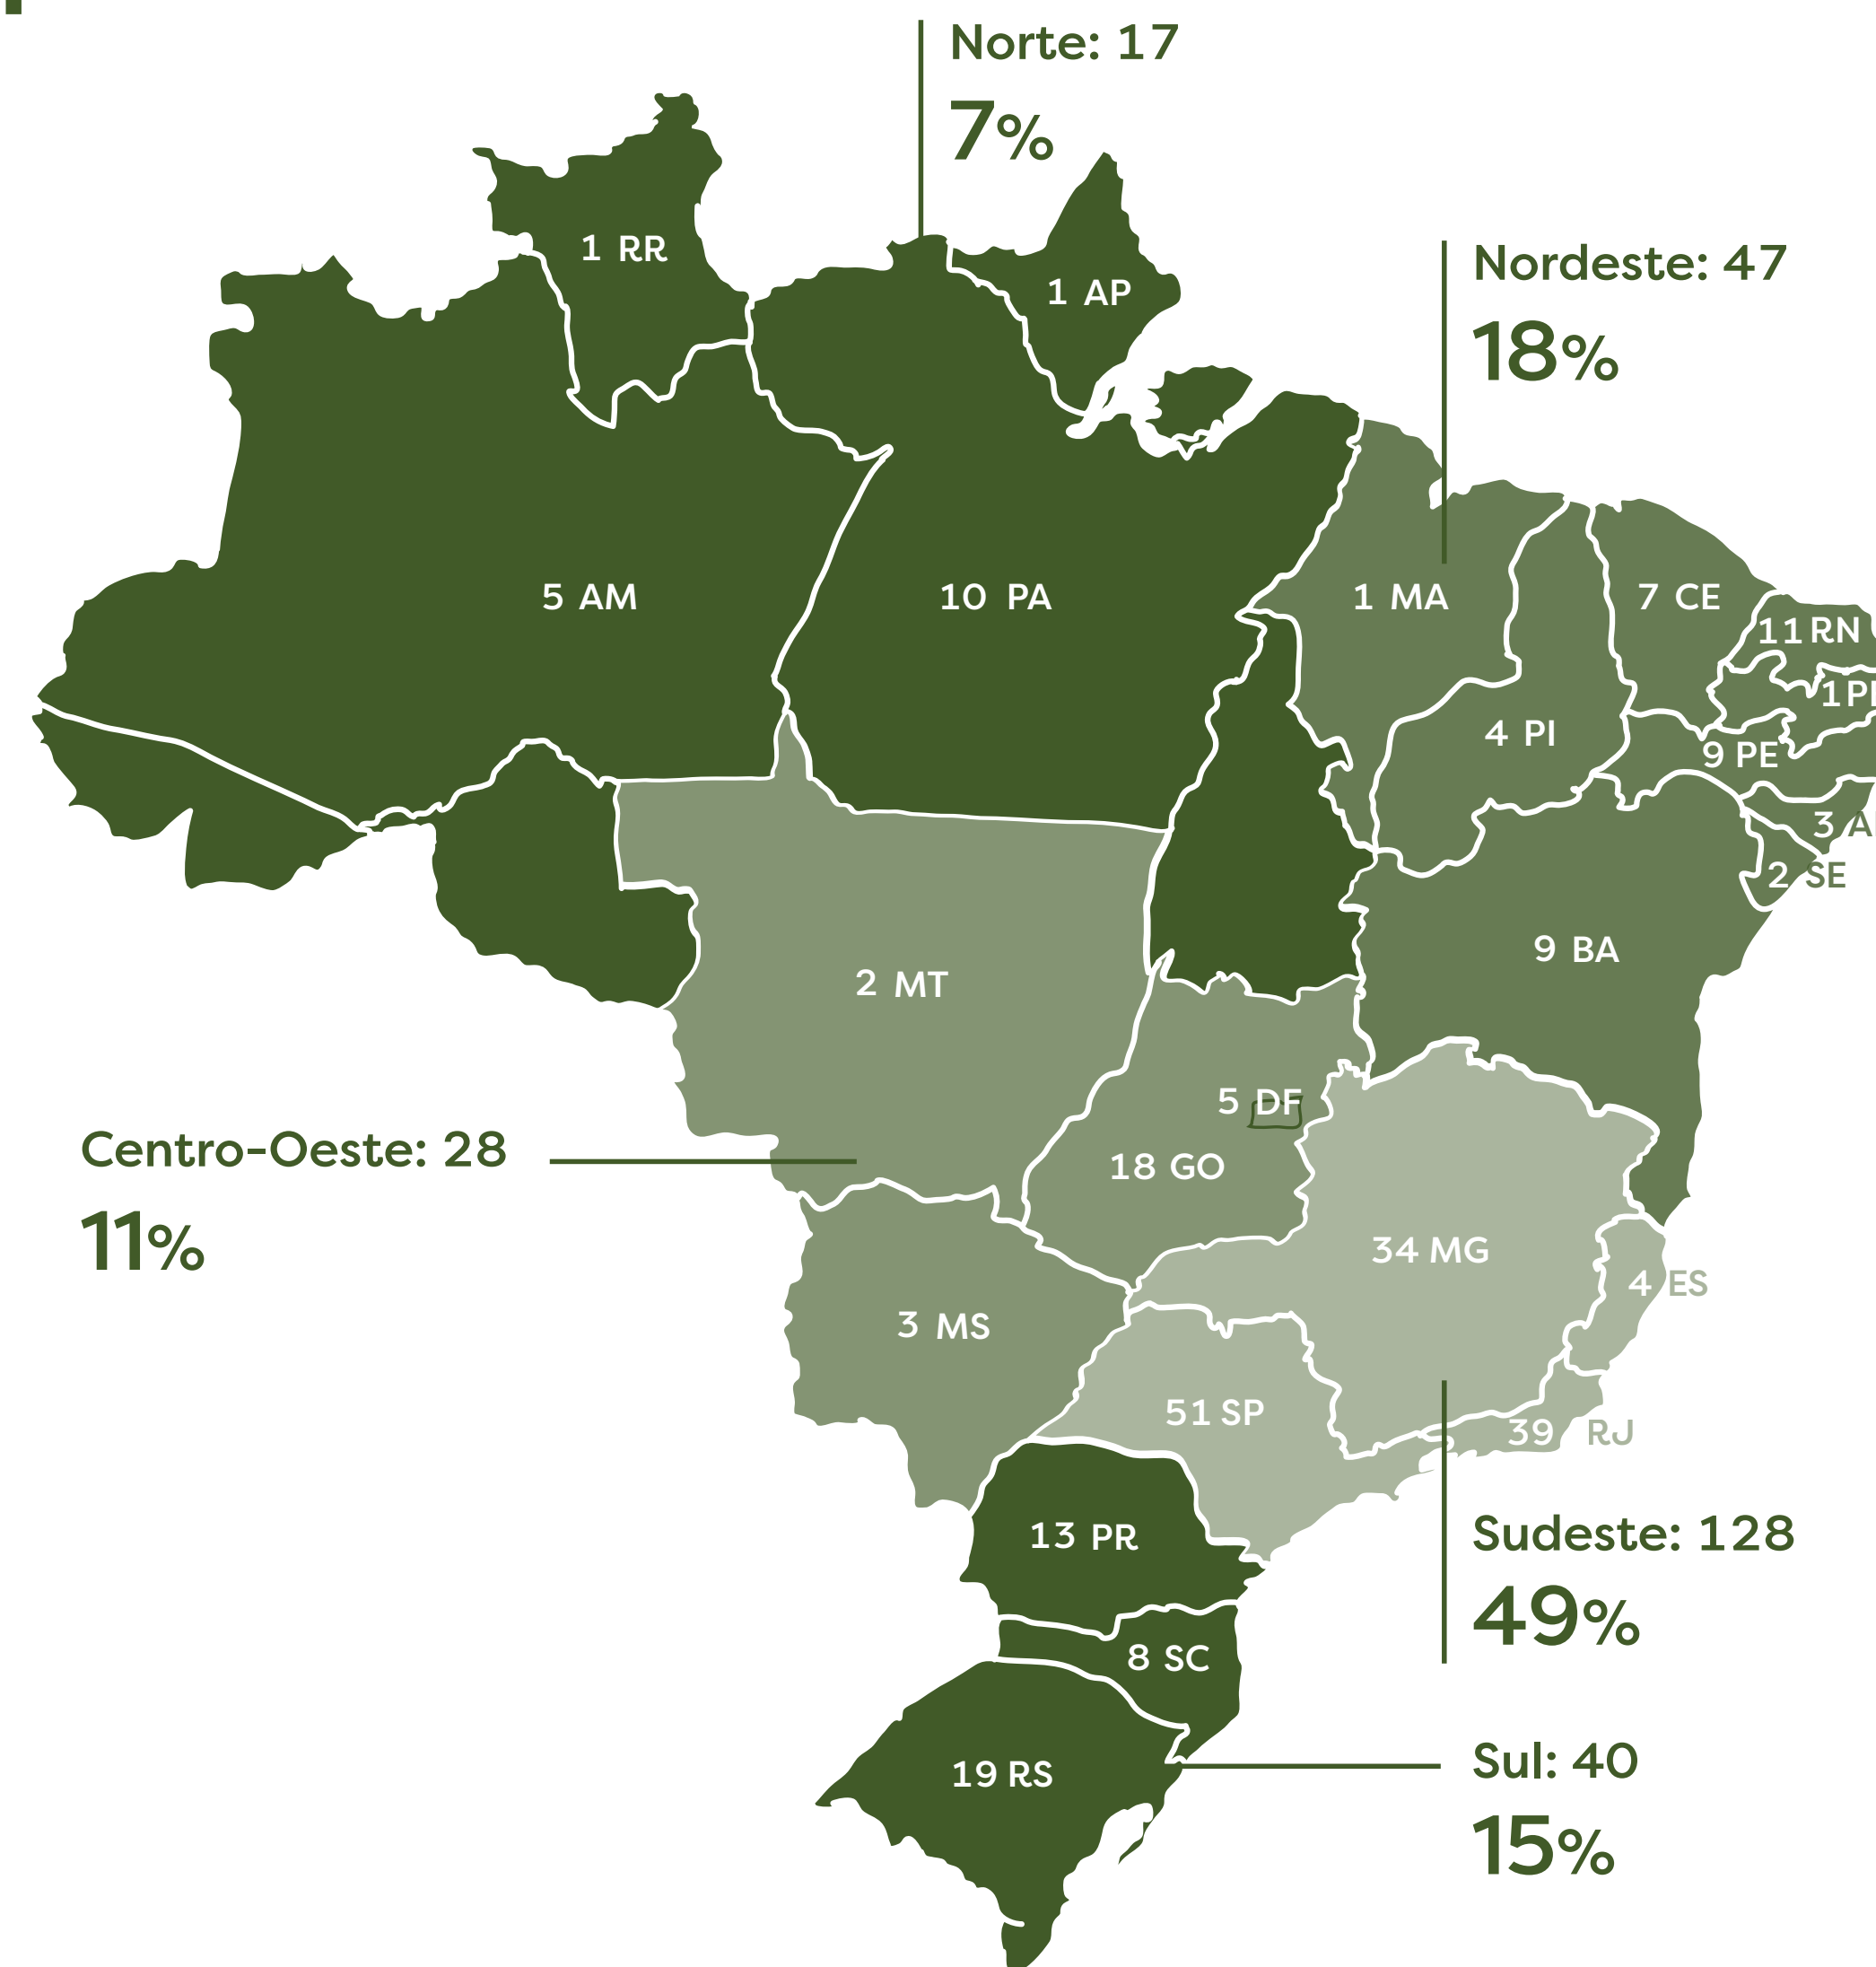 Norte: 17
7%
Nordeste: 47
18%
1 RR
1 AP
5 AM
10 PA
1 MA
7 CE
11 RN
4 PI
9 PE
3 A
2 SE
9 BA
2 MT
5 DF
18 GO
Centro-Oeste: 28
11%
34 MG
4 ES
3 MS
51 SP
39 RJ
13 PR
Sudeste: 128
49%
8 SC
19 RS
Sul: 40
15%